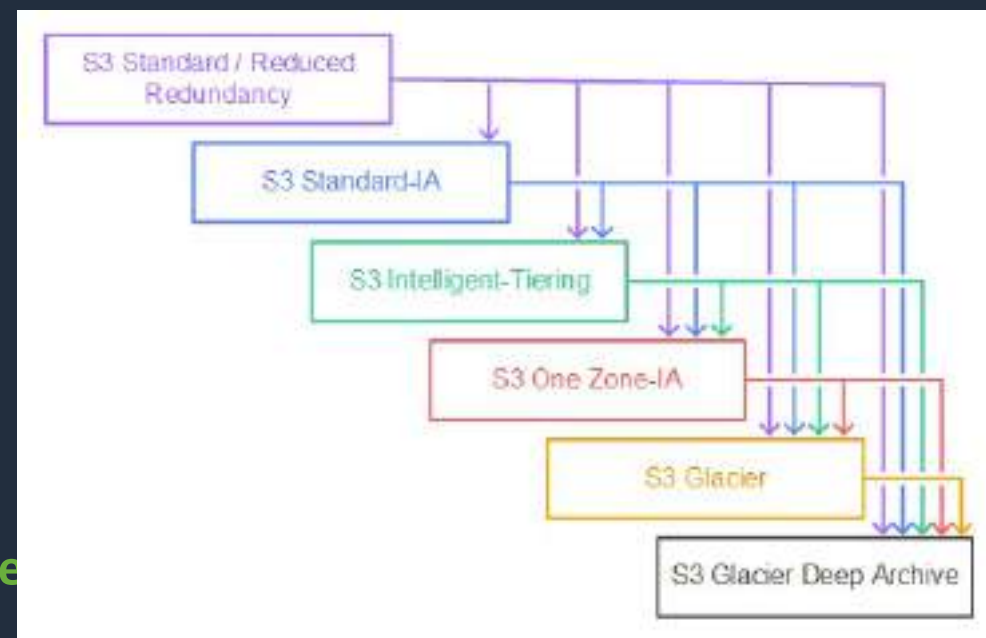 S3 Standard / Reduced
Redundancy
S3 Standard-IA
S3 Intelligent-Tiering
S3 One Zone-IA
S3 Glacier
e
S3 Glacier Deep Archive